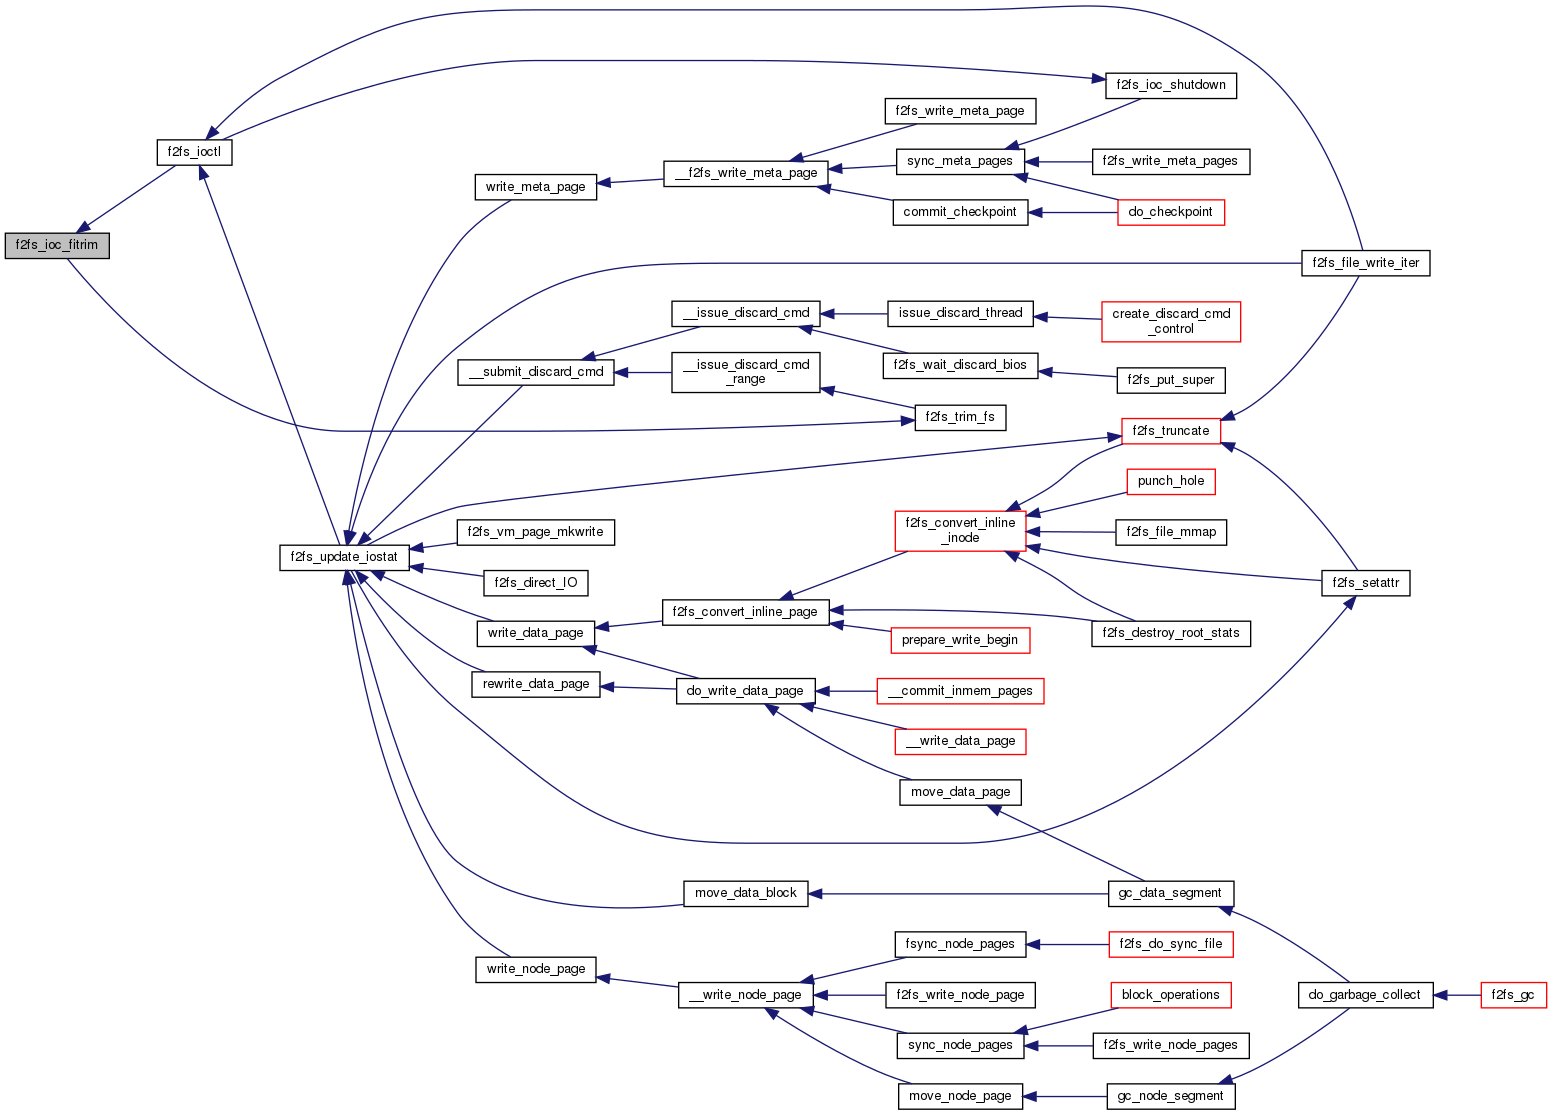 f2fs_ioc_shutdown
f2fs_write_meta_page
f2fs_ioctl
sync_meta_pages
f2fs_write_meta_pages
__f2fs_write_meta_page
write_meta_page
commit_checkpoint
do_checkpoint
f2fs_ioc_fitrim
f2fs_file_write_iter
__issue_discard_cmd
issue_discard_thread
create_discard_cmd
_control
__submit_discard_cmd
__issue_discard_cmd
_range
f2fs_wait_discard_bios
f2fs_put_super
f2fs_trim_fs
f2fs_truncate
punch_hole
f2fs_convert_inline
_inode
f2fs_file_mmap
f2fs_vm_page_mkwrite
f2fs_update_iostat
f2fs_direct_IO
f2fs_setattr
f2fs_convert_inline_page
write_data_page
prepare_write_begin
f2fs_destroy_root_stats
rewrite_data_page
do_write_data_page
__commit_inmem_pages
__write_data_page
move_data_page
move_data_block
gc_data_segment
fsync_node_pages
f2fs_do_sync_file
write_node_page
__write_node_page
f2fs_write_node_page
block_operations
do_garbage_collect
f2fs_gc
sync_node_pages
f2fs_write_node_pages
move_node_page
gc_node_segment